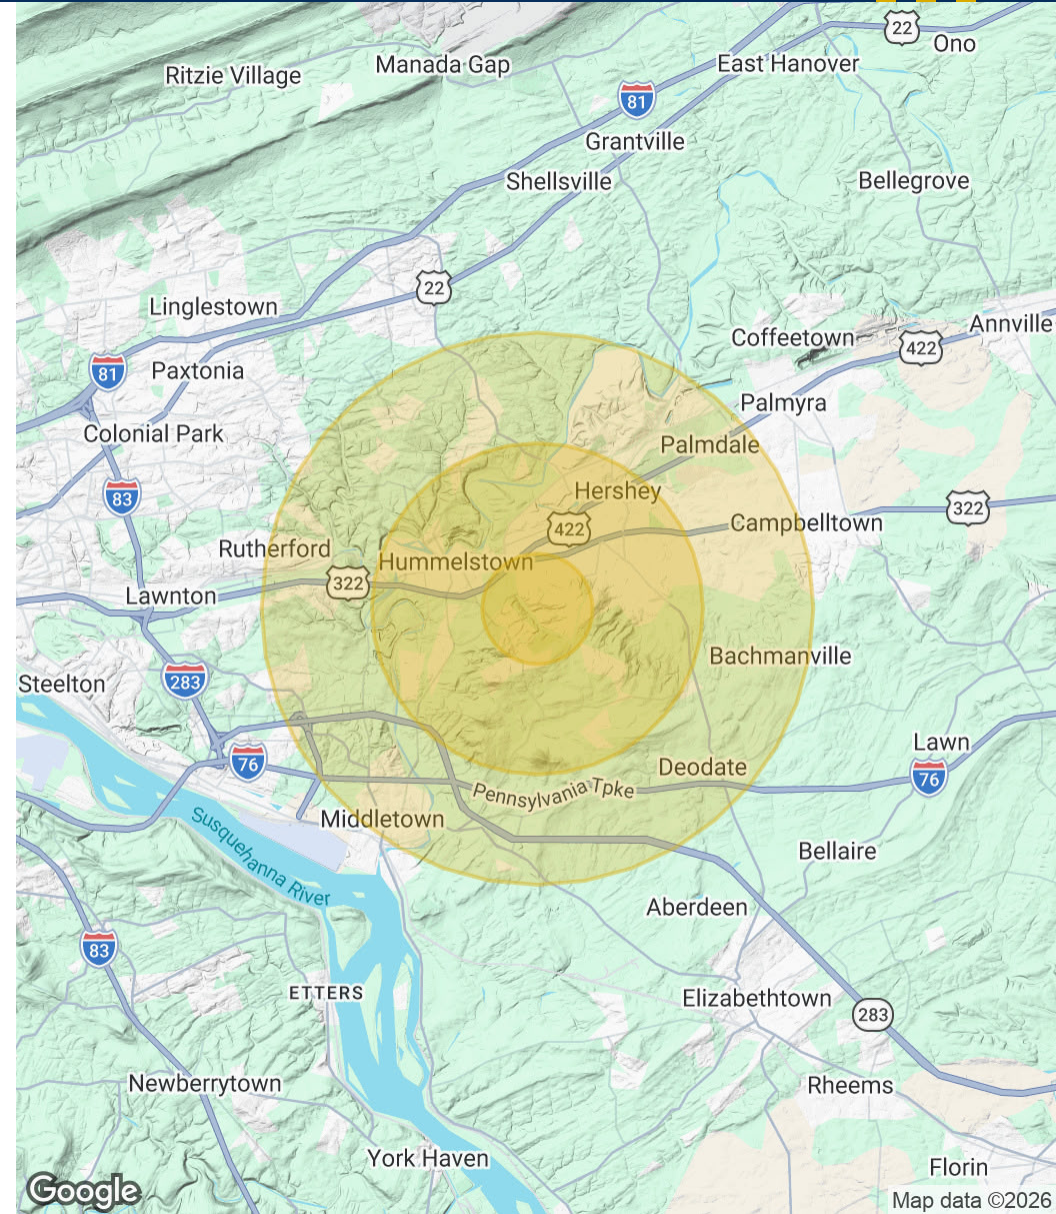 22
Ono
Ritzie Village
Manada Gap
East Hanover
81
Grantville
Shellsville
Bellegrove
22
Linglestown
Coffeetown
Annville
422
81
Paxtonia
Palmyra
Colonial Park
Palmdale
83
Hershey
322
422
Campbelltown
Rutherford
Hummelstown
322
Lawnton
Bachmanville
Steelton
283
Lawn
76
Deodate
76
Pennsylvania Tpke
Middletown
Susquehanna River
Bellaire
Aberdeen
83
ETTERS
Elizabethtown
283
Newberrytown
Rheems
York Haven
Florin
Google
Map data ©2026